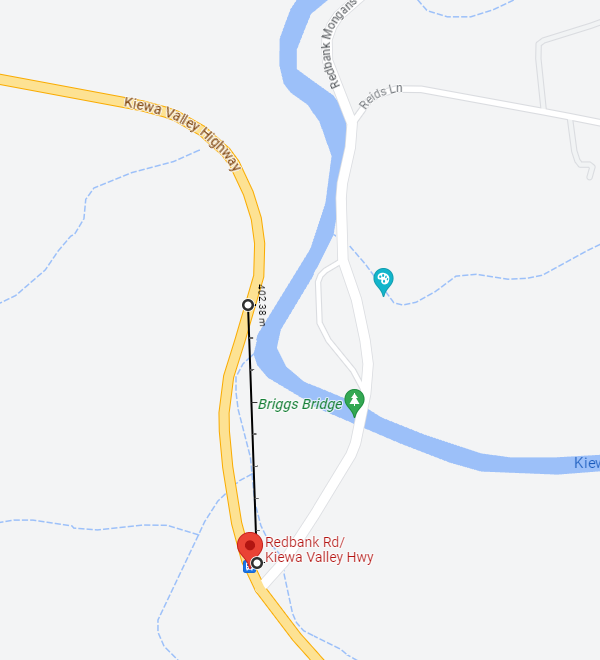 Redbank Mongans
Reids Ln
Kiewa Valley Highway
402.38 m
Briggs Bridge
Kiew
Redbank Rd/
Kiewa Valley Hwy